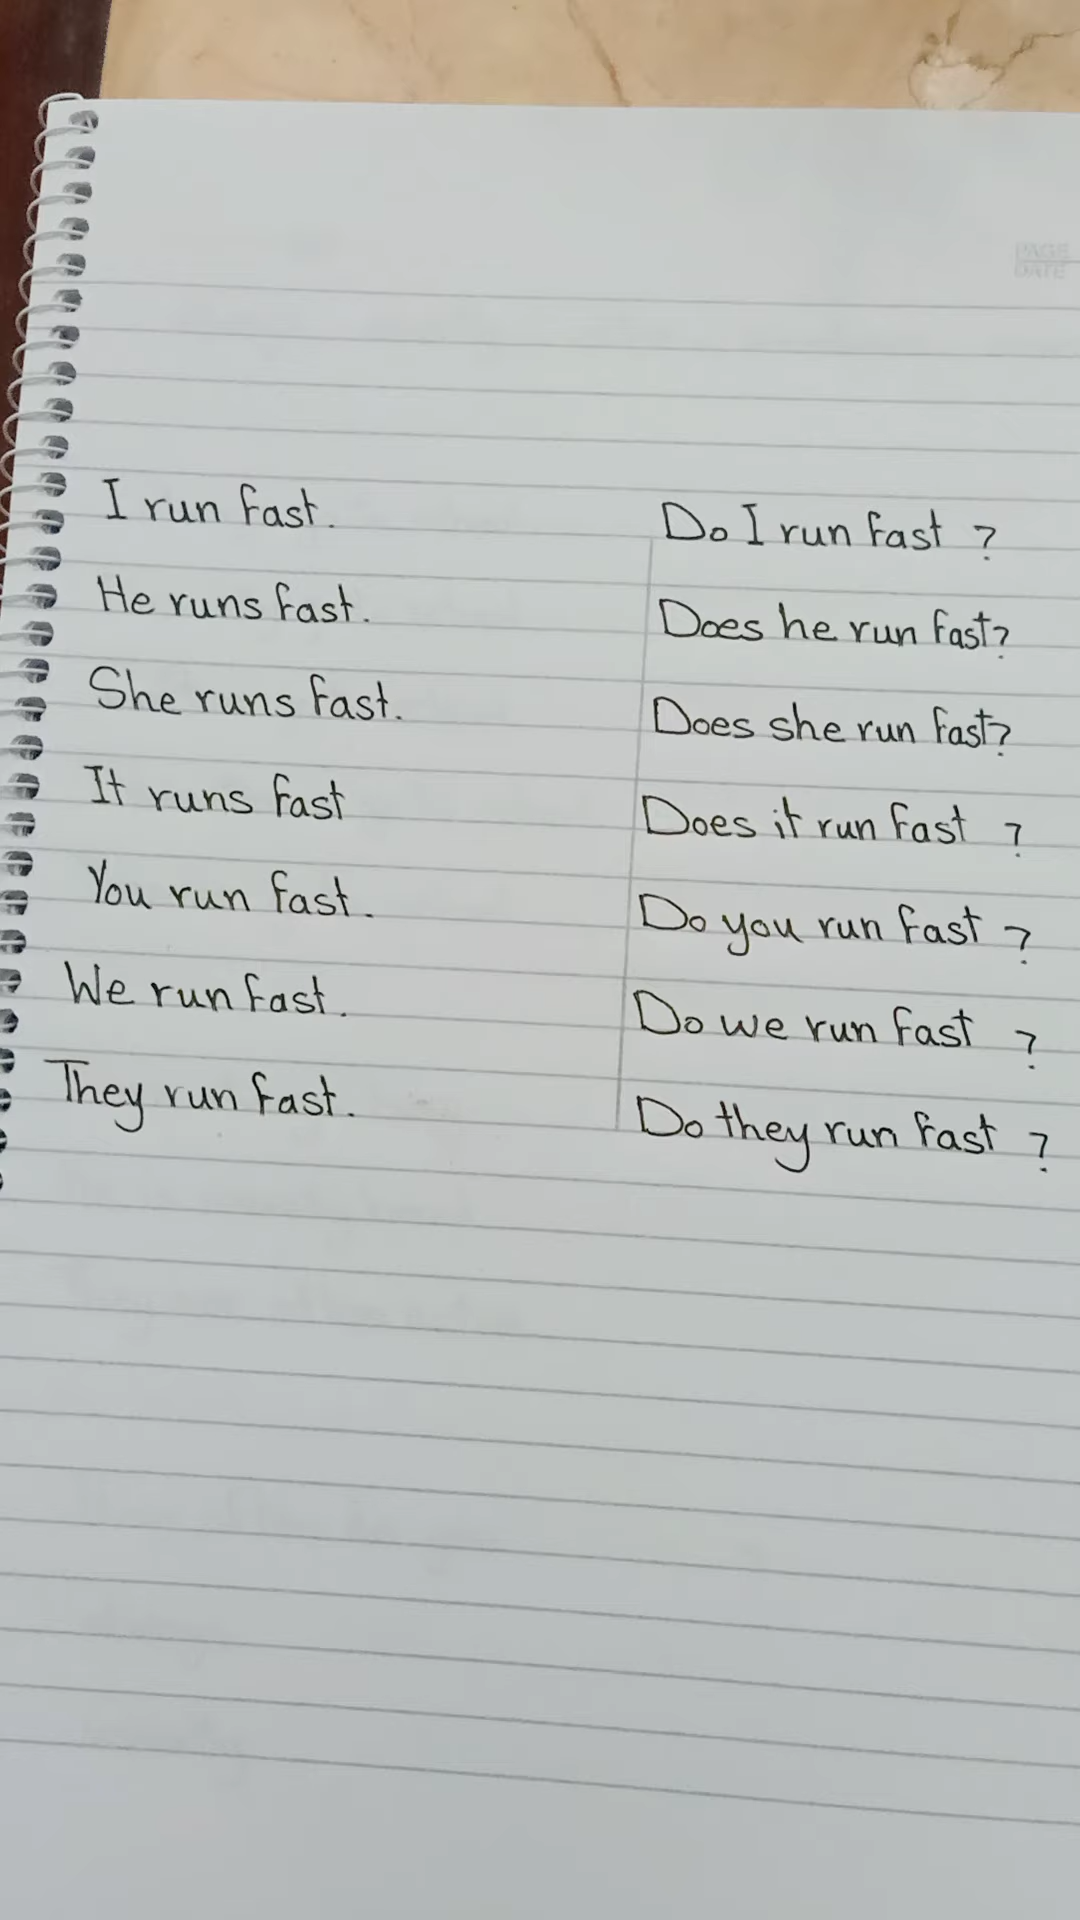 PAGE
DATE
I run fast. Do I run fast ?
He runs fast. Does he run fast?
She runs fast. Does she run fast?
It runs fast Does it run fast ?
You run fast. Do you run fast ?
We run fast. Do we run fast ?
They run fast. Do they run fast ?